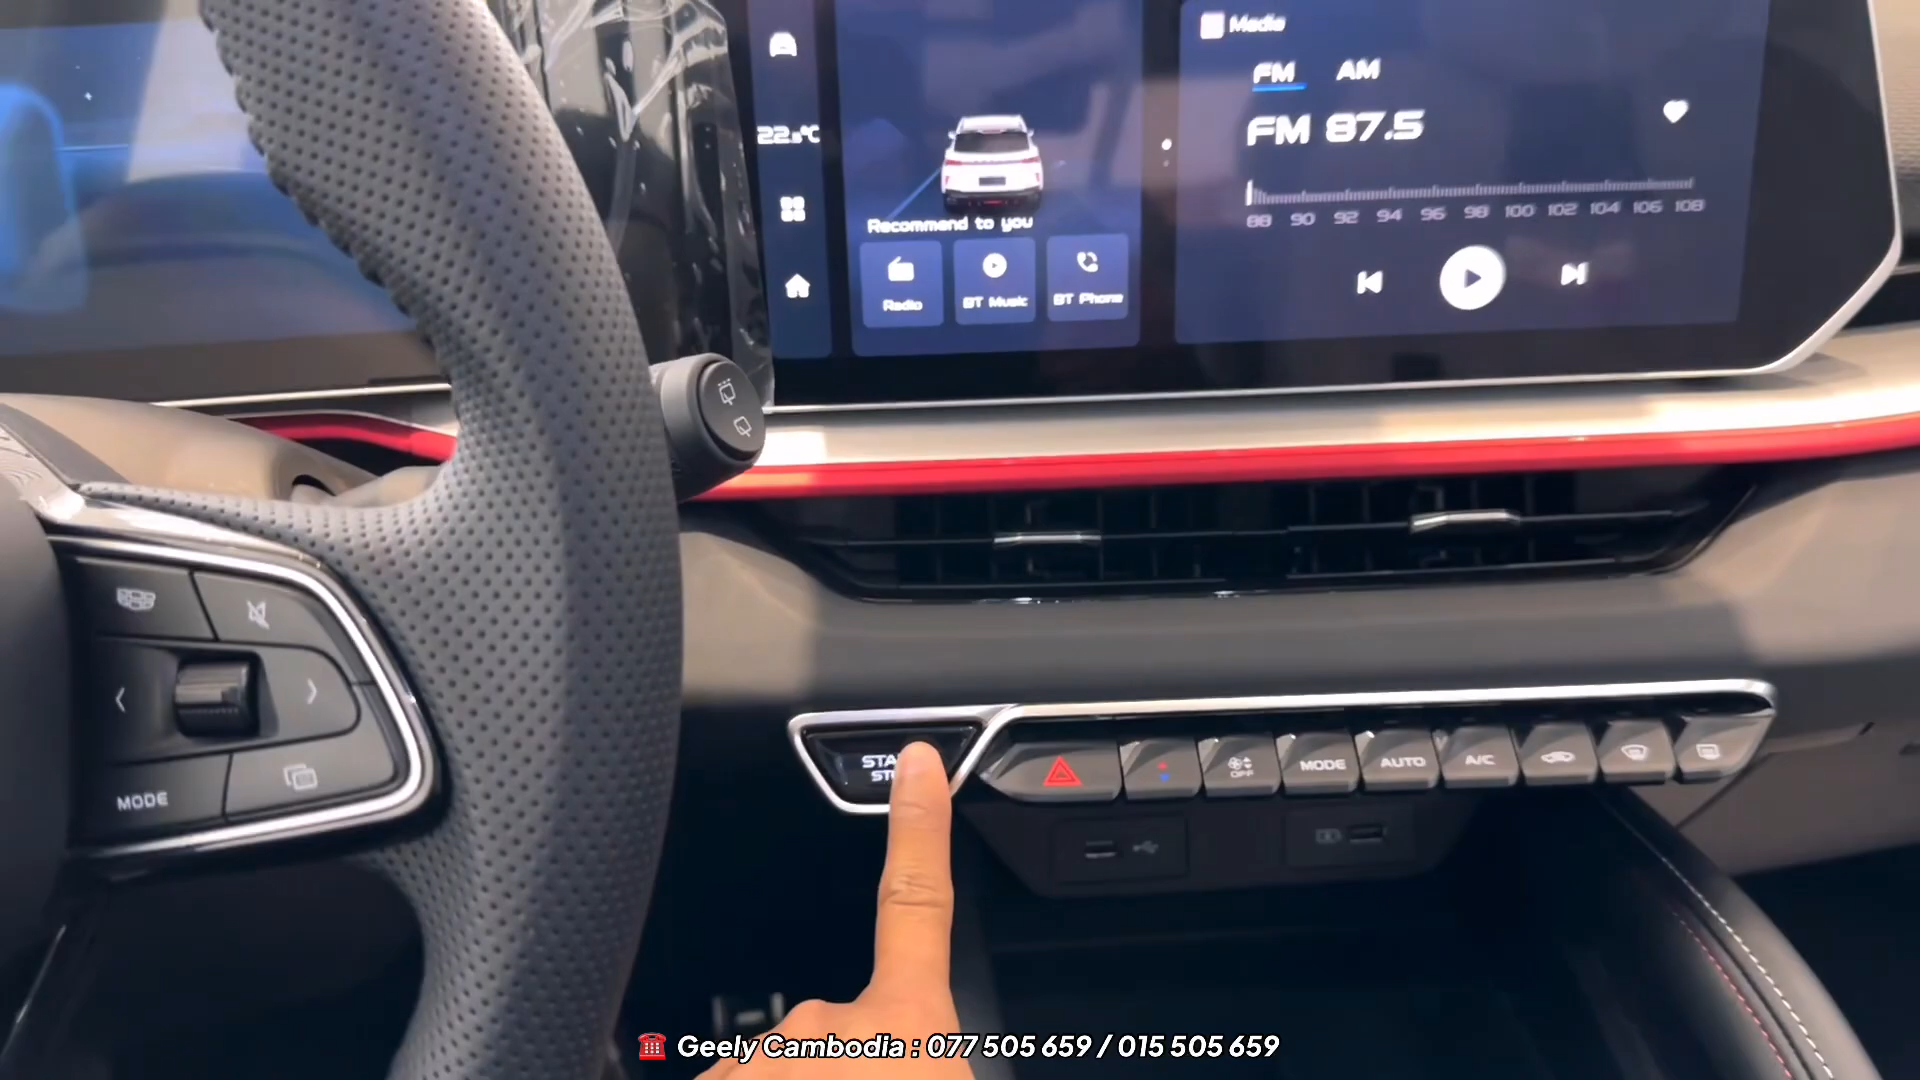 Media
FM AM
FM 87.5
22.5°C
88 90 92 94 96 98 100 102 104 106 108
Recommend to you
Radio BT Music BT Phone
MODE
OFF MODE AUTO A/C
☎ Geely Cambodia : 077 505 659 / 015 505 659